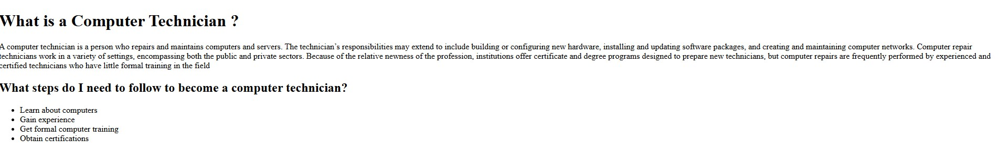 What is a Computer Technician ?
A computer technician is a person who repairs and maintains computers and servers. The technician’s responsibilities may extend to include building or configuring new hardware, installing and updating software packages, and creating and maintaining computer networks. Computer repair
technicians work in a variety of settings, encompassing both the public and private sectors. Because of the relative newness of the profession, institutions offer certificate and degree programs designed to prepare new technicians, but computer repairs are frequently performed by experienced and
certified technicians who have little formal training in the field
What steps do I need to follow to become a computer technician?
• Learn about computers
• Gain experience
• Get formal computer training
• Obtain certifications